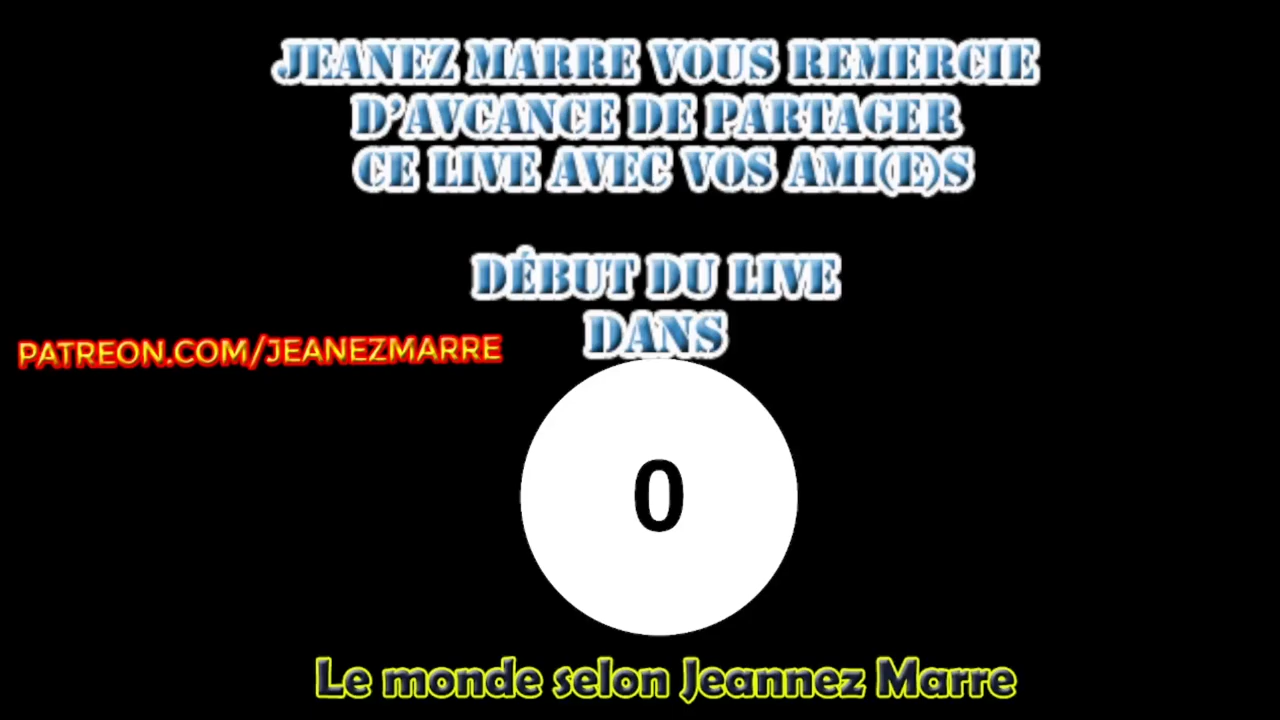 JEANEZ MARRE VOUS REMERCIE
D'AVCANCE DE PARTAGER
CE LIVE AVEC VOS AMI(E)S
DÉBUT DU LIVE
DANS
PATREON.COM/JEANEZMARRE
0
Le monde selon Jeannez Marre